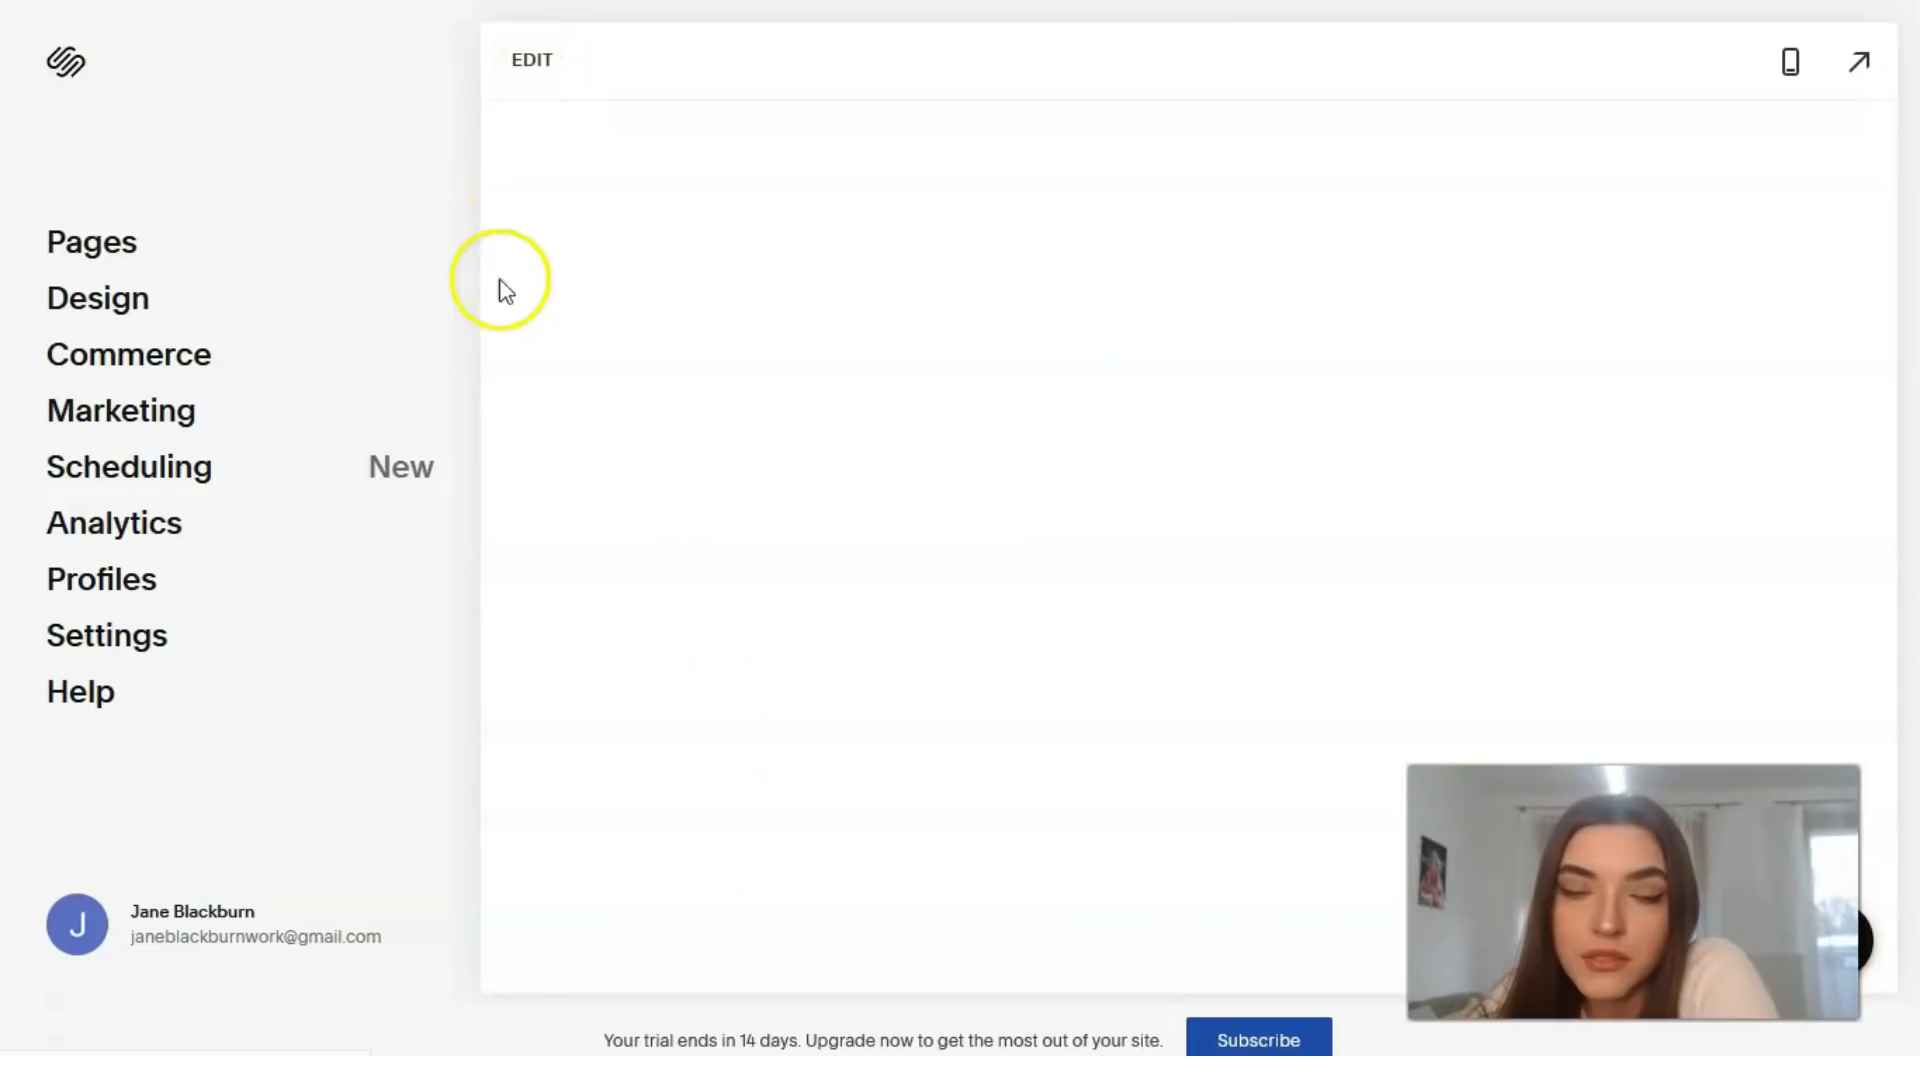 EDIT
Pages
Design
Commerce
Marketing
Scheduling New
Analytics
Profiles
Settings
Help
J
Jane Blackburn
janeblackburnwork@gmail.com
Your trial ends in 14 days. Upgrade now to get the most out of your site.
Subscribe